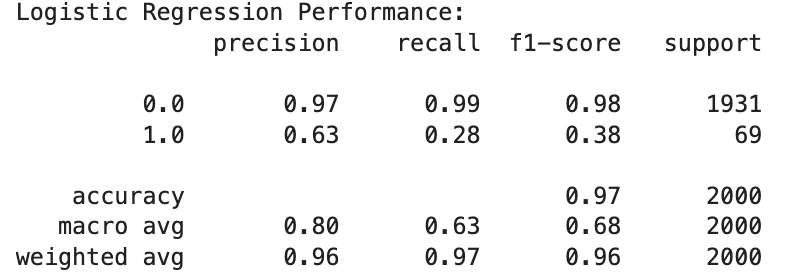 Logistic Regression Performance:
precision recall f1-score support
0.0 0.97 0.99 0.98 1931
1.0 0.63 0.28 0.38 69
accuracy 0.97 2000
macro avg 0.80 0.63 0.68 2000
weighted avg 0.96 0.97 0.96 2000